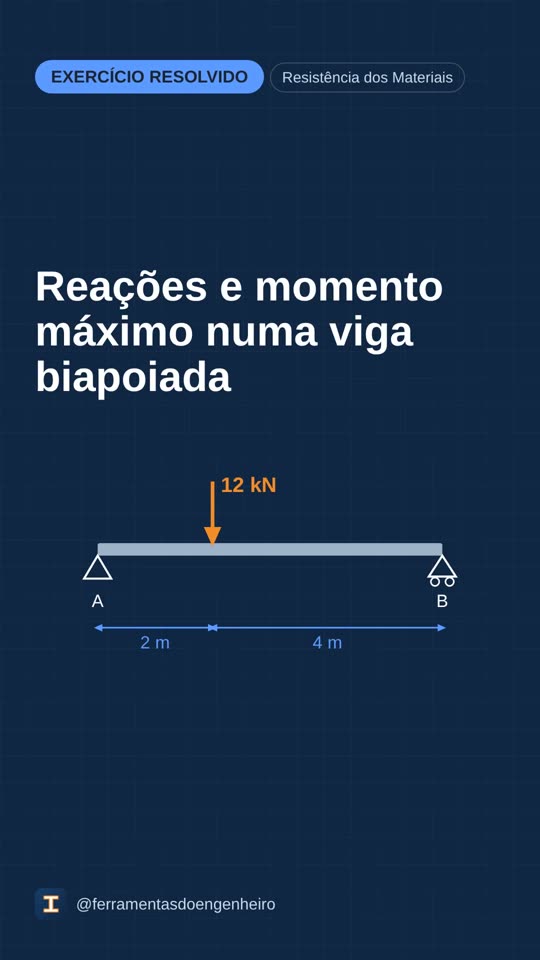 EXERCÍCIO RESOLVIDO
Resistência dos Materiais
Reações e momento
máximo numa viga
biapoiada
12 kN
A
B
2 m
4 m
@ferramentasdoengenheiro